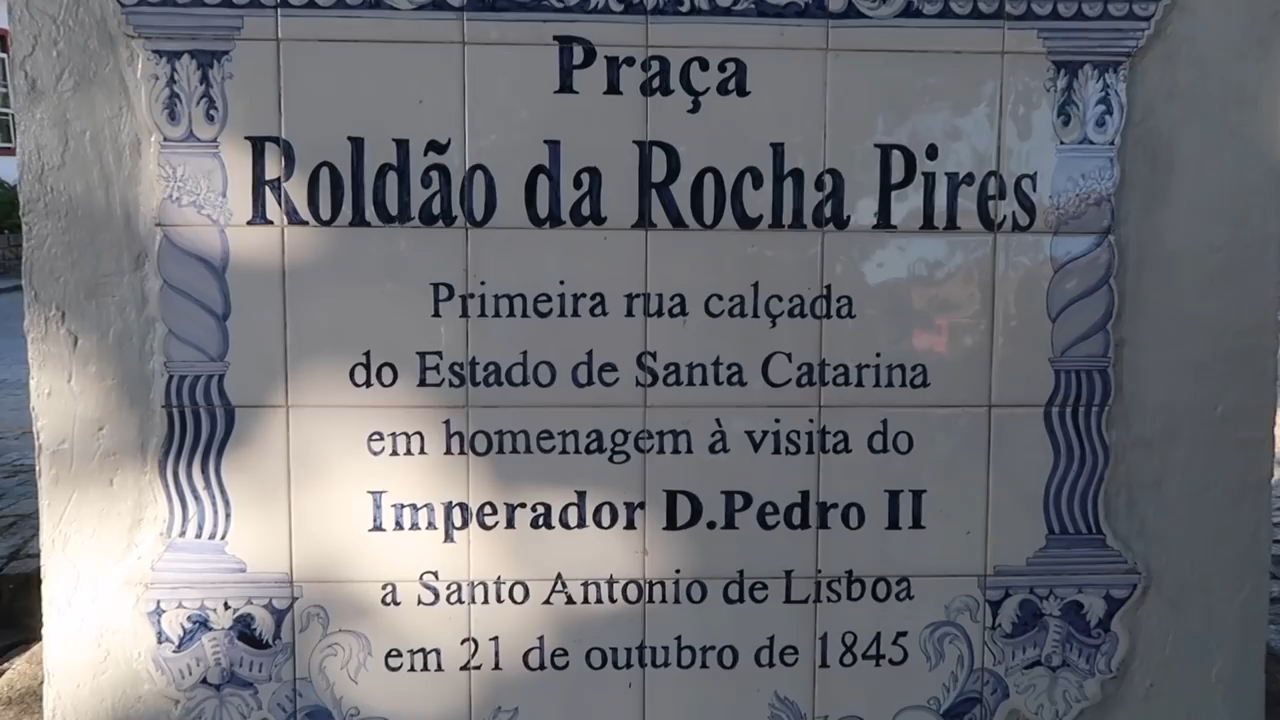 Praça
Roldão da Rocha Pires
Primeira rua calçada
do Estado de Santa Catarina
em homenagem à visita do
Imperador D.Pedro II
a Santo Antonio de Lisboa
em 21 de outubro de 1845